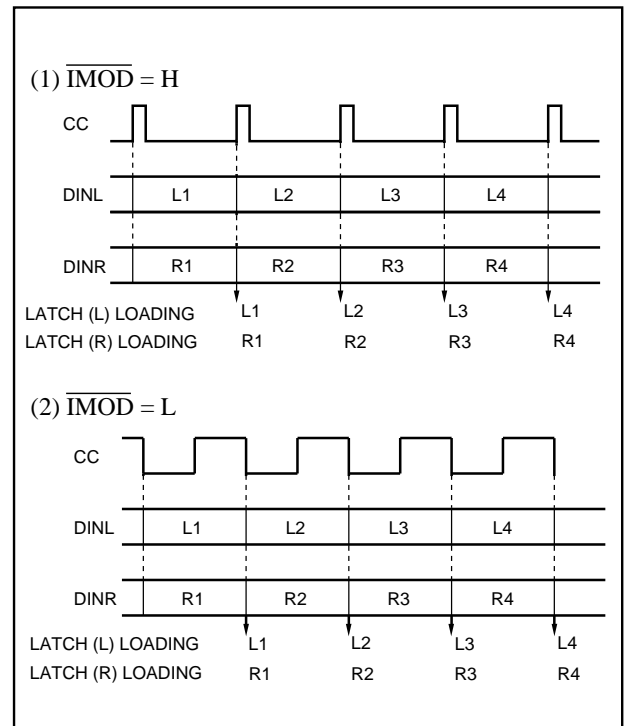 (1) IMOD = H
CC
DINL L1 L2 L3 L4
DINR R1 R2 R3 R4
LATCH (L) LOADING L1 L2 L3 L4
LATCH (R) LOADING R1 R2 R3 R4
(2) IMOD = L
CC
DINL L1 L2 L3 L4
DINR R1 R2 R3 R4
LATCH (L) LOADING L1 L2 L3 L4
LATCH (R) LOADING R1 R2 R3 R4